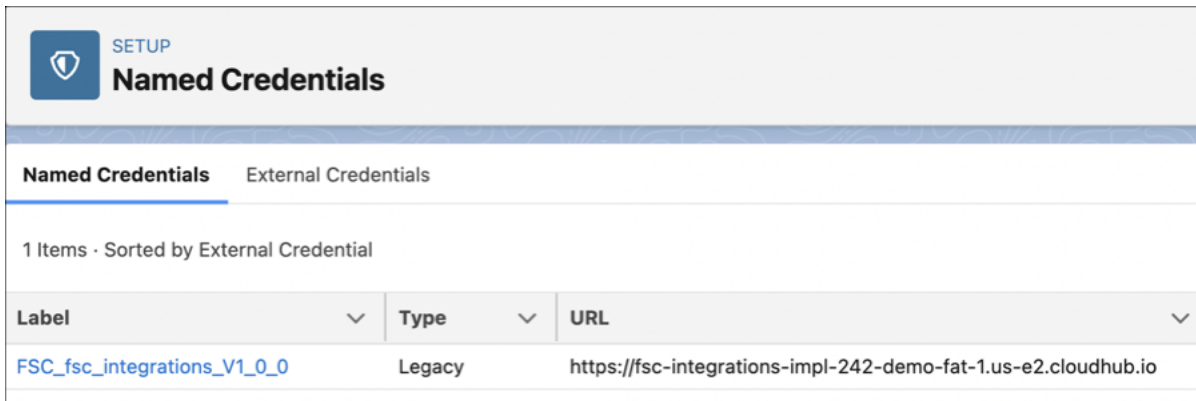 SETUP
Named Credentials
Named Credentials External Credentials
1 Items · Sorted by External Credential
Label Type URL
FSC_fsc_integrations_V1_0_0 Legacy https://fsc-integrations-impl-242-demo-fat-1.us-e2.cloudhub.io